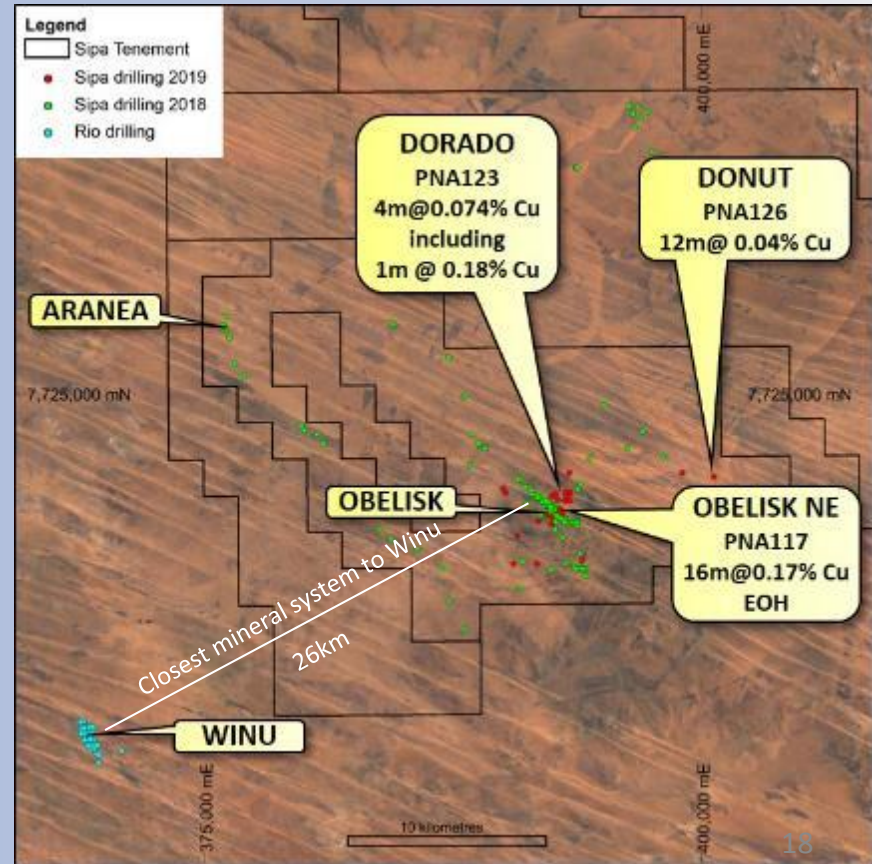 Legend
Sipa Tenement
Sipa drilling 2019
Sipa drilling 2018
Rio drilling
400,000 mE
DORADO
PNA123
4m@0.074% Cu
including
1m @ 0.18% Cu
DONUT
PNA126
12m@ 0.04% Cu
ARANEA
7,725,000 mN
7,725,000 mN
OBELISK
OBELISK NE
PNA117
16m@0.17% Cu
EOH
Closest mineral system to Winu
26km
WINU
375,000 mE
10 kilometres
400,000 mE
18